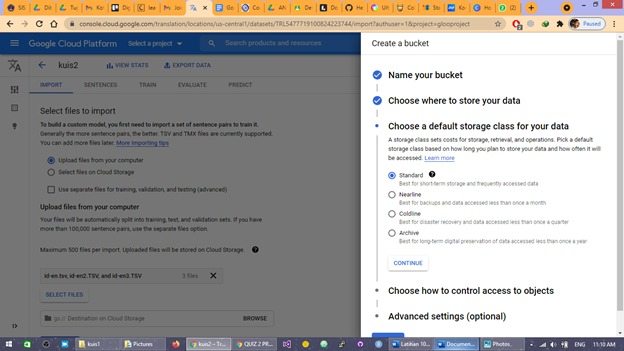 console.cloud.google.com/translation/locations/us-central1/datasets/TRL5477719100824223744/import?authuser=1&project=glooproject
Paused
Google Cloud Platform
Select a project
Search products and resources
kuis2
VIEW STATS
EXPORT DATA
IMPORT
SENTENCES
TRAIN
EVALUATE
PREDICT
Select files to import
To build a custom model, you first need to import a set of sentence pairs to train it.
Generally the more sentence pairs, the better. TSV and TMX files are currently supported.
You can add more files later. More Importing tips
Upload files from your computer
Select files on Cloud Storage
Use separate files for training, validation, and testing (advanced)
Upload files from your computer
Your files will be automatically split into training, test, and validation sets. If you have
more than 100,000 sentence pairs, use the separate files option.
Maximum 500 files per import. Uploaded files will be stored on Cloud Storage.
id-en.tsv, id-en2.TSV, and id-en3.TSV
3 files
SELECT FILES
gs:// Destination on Cloud Storage
BROWSE
Create a bucket
Name your bucket
Choose where to store your data
Choose a default storage class for your data
A storage class sets costs for storage, retrieval, and operations. Pick a default
storage class based on how long you plan to store your data and how often it will
be accessed. Learn more
Standard
Best for short-term storage and frequently accessed data
Nearline
Best for backups and data accessed less than once a month
Coldline
Best for disaster recovery and data accessed less than once a quarter
Archive
Best for long-term digital preservation of data accessed less than once a year
CONTINUE
Choose how to control access to objects
Advanced settings (optional)
kuis1
Pictures
kuis2 – Tr...
QUIZ 2 PR...
Latihan 10...
Documen...
Photos
ENG
11:10 AM